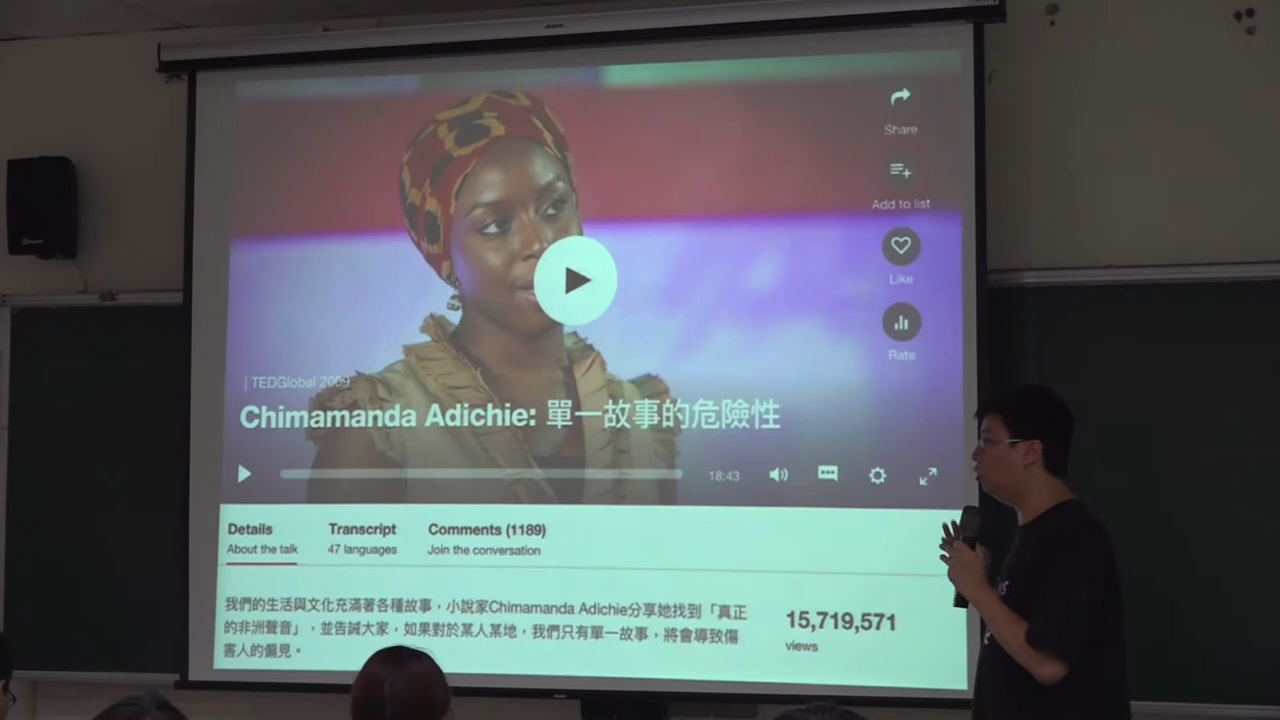 Share
Add to list
Like
Rate
| TEDGlobal 2009
Chimamanda Adichie: 單一故事的危險性
18:43
Details
About the talk
Transcript
47 languages
Comments (1189)
Join the conversation
我們的生活與文化充滿著各種故事，小說家Chimamanda Adichie分享她找到「真正
的非洲聲音」，並告誡大家，如果對於某人某地，我們只有單一故事，將會導致傷
害人的偏見。
15,719,571
views